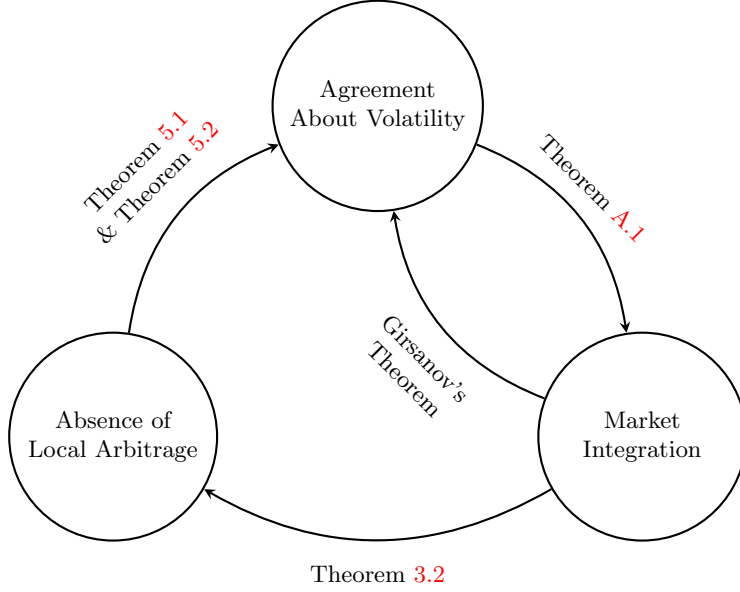 Agreement
About Volatility
Theorem 5.1
& Theorem 5.2
Theorem A.1
Girsanov's
Theorem
Absence of
Local Arbitrage
Market
Integration
Theorem 3.2